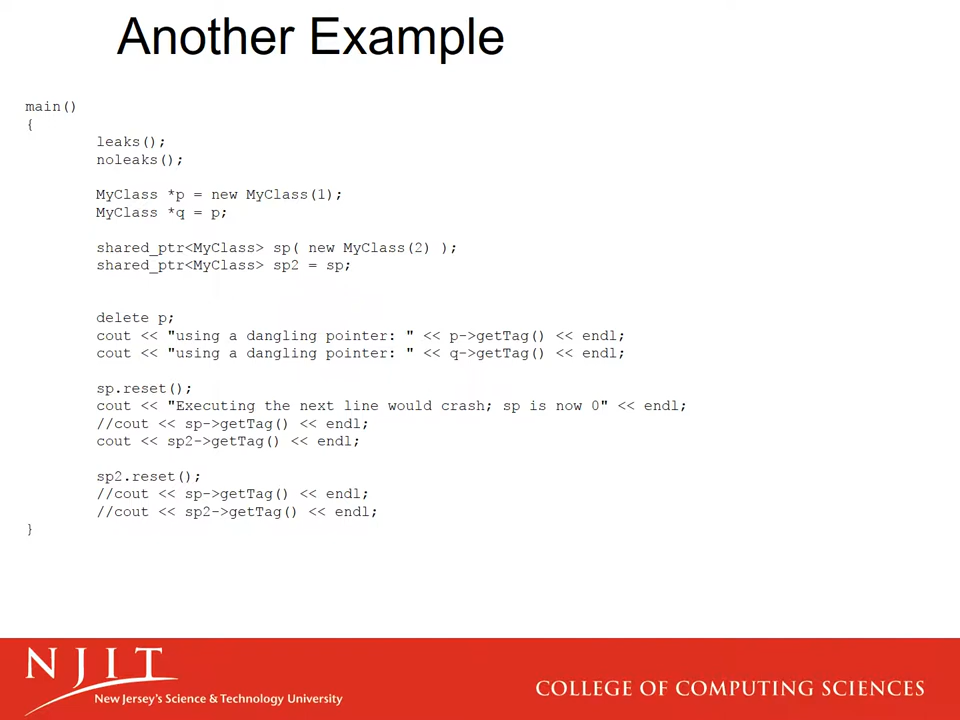 Another Example
main()
{
leaks();
noleaks();
MyClass *p = new MyClass(1);
MyClass *q = p;
shared_ptr<MyClass> sp( new MyClass(2) );
shared_ptr<MyClass> sp2 = sp;
delete p;
cout << "using a dangling pointer: " << p->getTag() << endl;
cout << "using a dangling pointer: " << q->getTag() << endl;
sp.reset();
cout << "Executing the next line would crash; sp is now 0" << endl;
//cout << sp->getTag() << endl;
cout << sp2->getTag() << endl;
sp2.reset();
//cout << sp->getTag() << endl;
//cout << sp2->getTag() << endl;
}
NJIT
New Jersey's Science & Technology University
COLLEGE OF COMPUTING SCIENCES